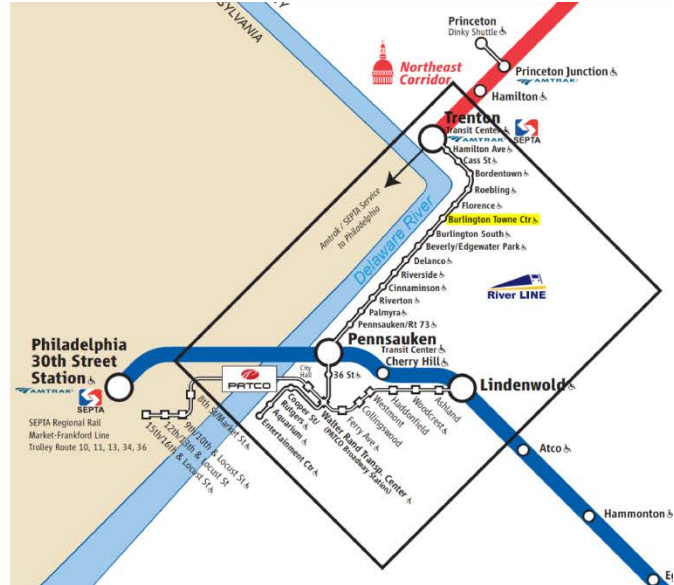 SYLVANIA
Princeton
Dinky Shuttle
Princeton Junction
AMTRAK
Northeast
Corridor
Hamilton
Trenton
Transit Center
AMTRAK
SEPTA
Hamilton Ave
Cass St
Bordentown
Roebling
Florence
Amtrak / SEPTA Service
to Philadelphia
Delaware River
Burlington Towne Ctr
Burlington South
Beverly/Edgewater Park
Delanco
Riverside
Cinnaminson
River LINE
Riverton
Palmyra
Pennsauken/Rt 73
Philadelphia
30th Street
Station
AMTRAK
SEPTA
SEPTA Regional Rail
Market-Frankford Line
Trolley Route 10, 11, 13, 34, 36
Pennsauken
Transit Center
Cherry Hill
36 St
City
Hall
PATCO
Lindenwold
8th St/Market St
9th/10th & Locust St
12th/13th & Locust St
15th/16th & Locust St
Cooper St/
Rutgers
Aquarium
Entertainment Ctr
Walter Rand Transp. Center
(PATCO Broadway Station)
Ferry Ave
Collingswood
Westmont
Haddonfield
Woodcrest
Ashland
Atco
Hammonton
Eg